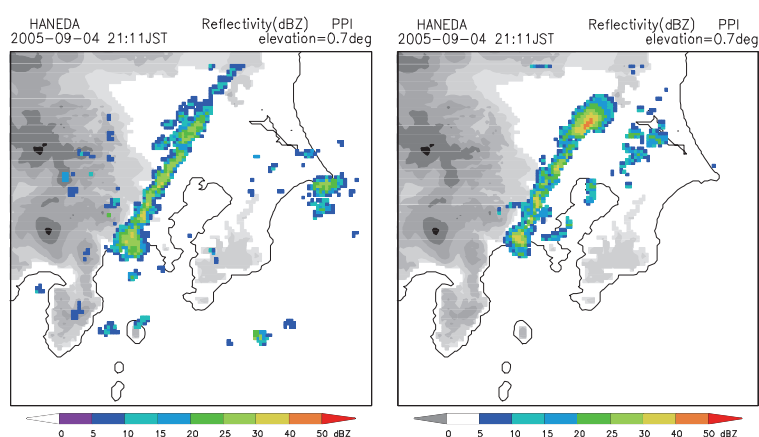 HANEDA Reflectivity(dBZ) PPI
2005-09-04 21:11JST elevation=0.7deg
0 5 10 15 20 25 30 40 50 dBZ
HANEDA Reflectivity(dBZ) PPI
2005-09-04 21:11JST elevation=0.7deg
0 5 10 15 20 25 30 40 50 dBZ